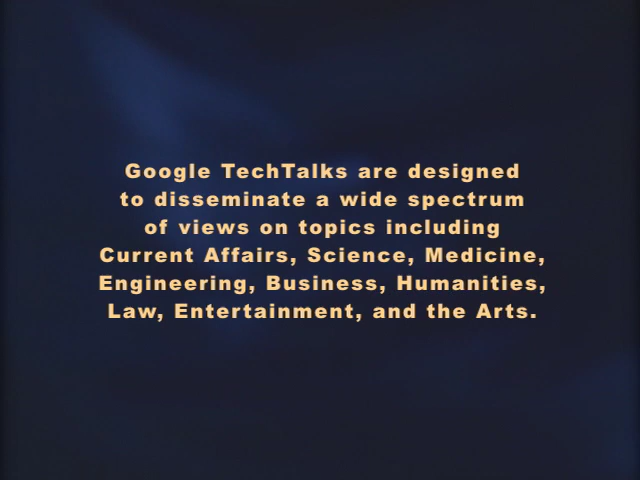 Google TechTalks are designed
to disseminate a wide spectrum
of views on topics including
Current Affairs, Science, Medicine,
Engineering, Business, Humanities,
Law, Entertainment, and the Arts.